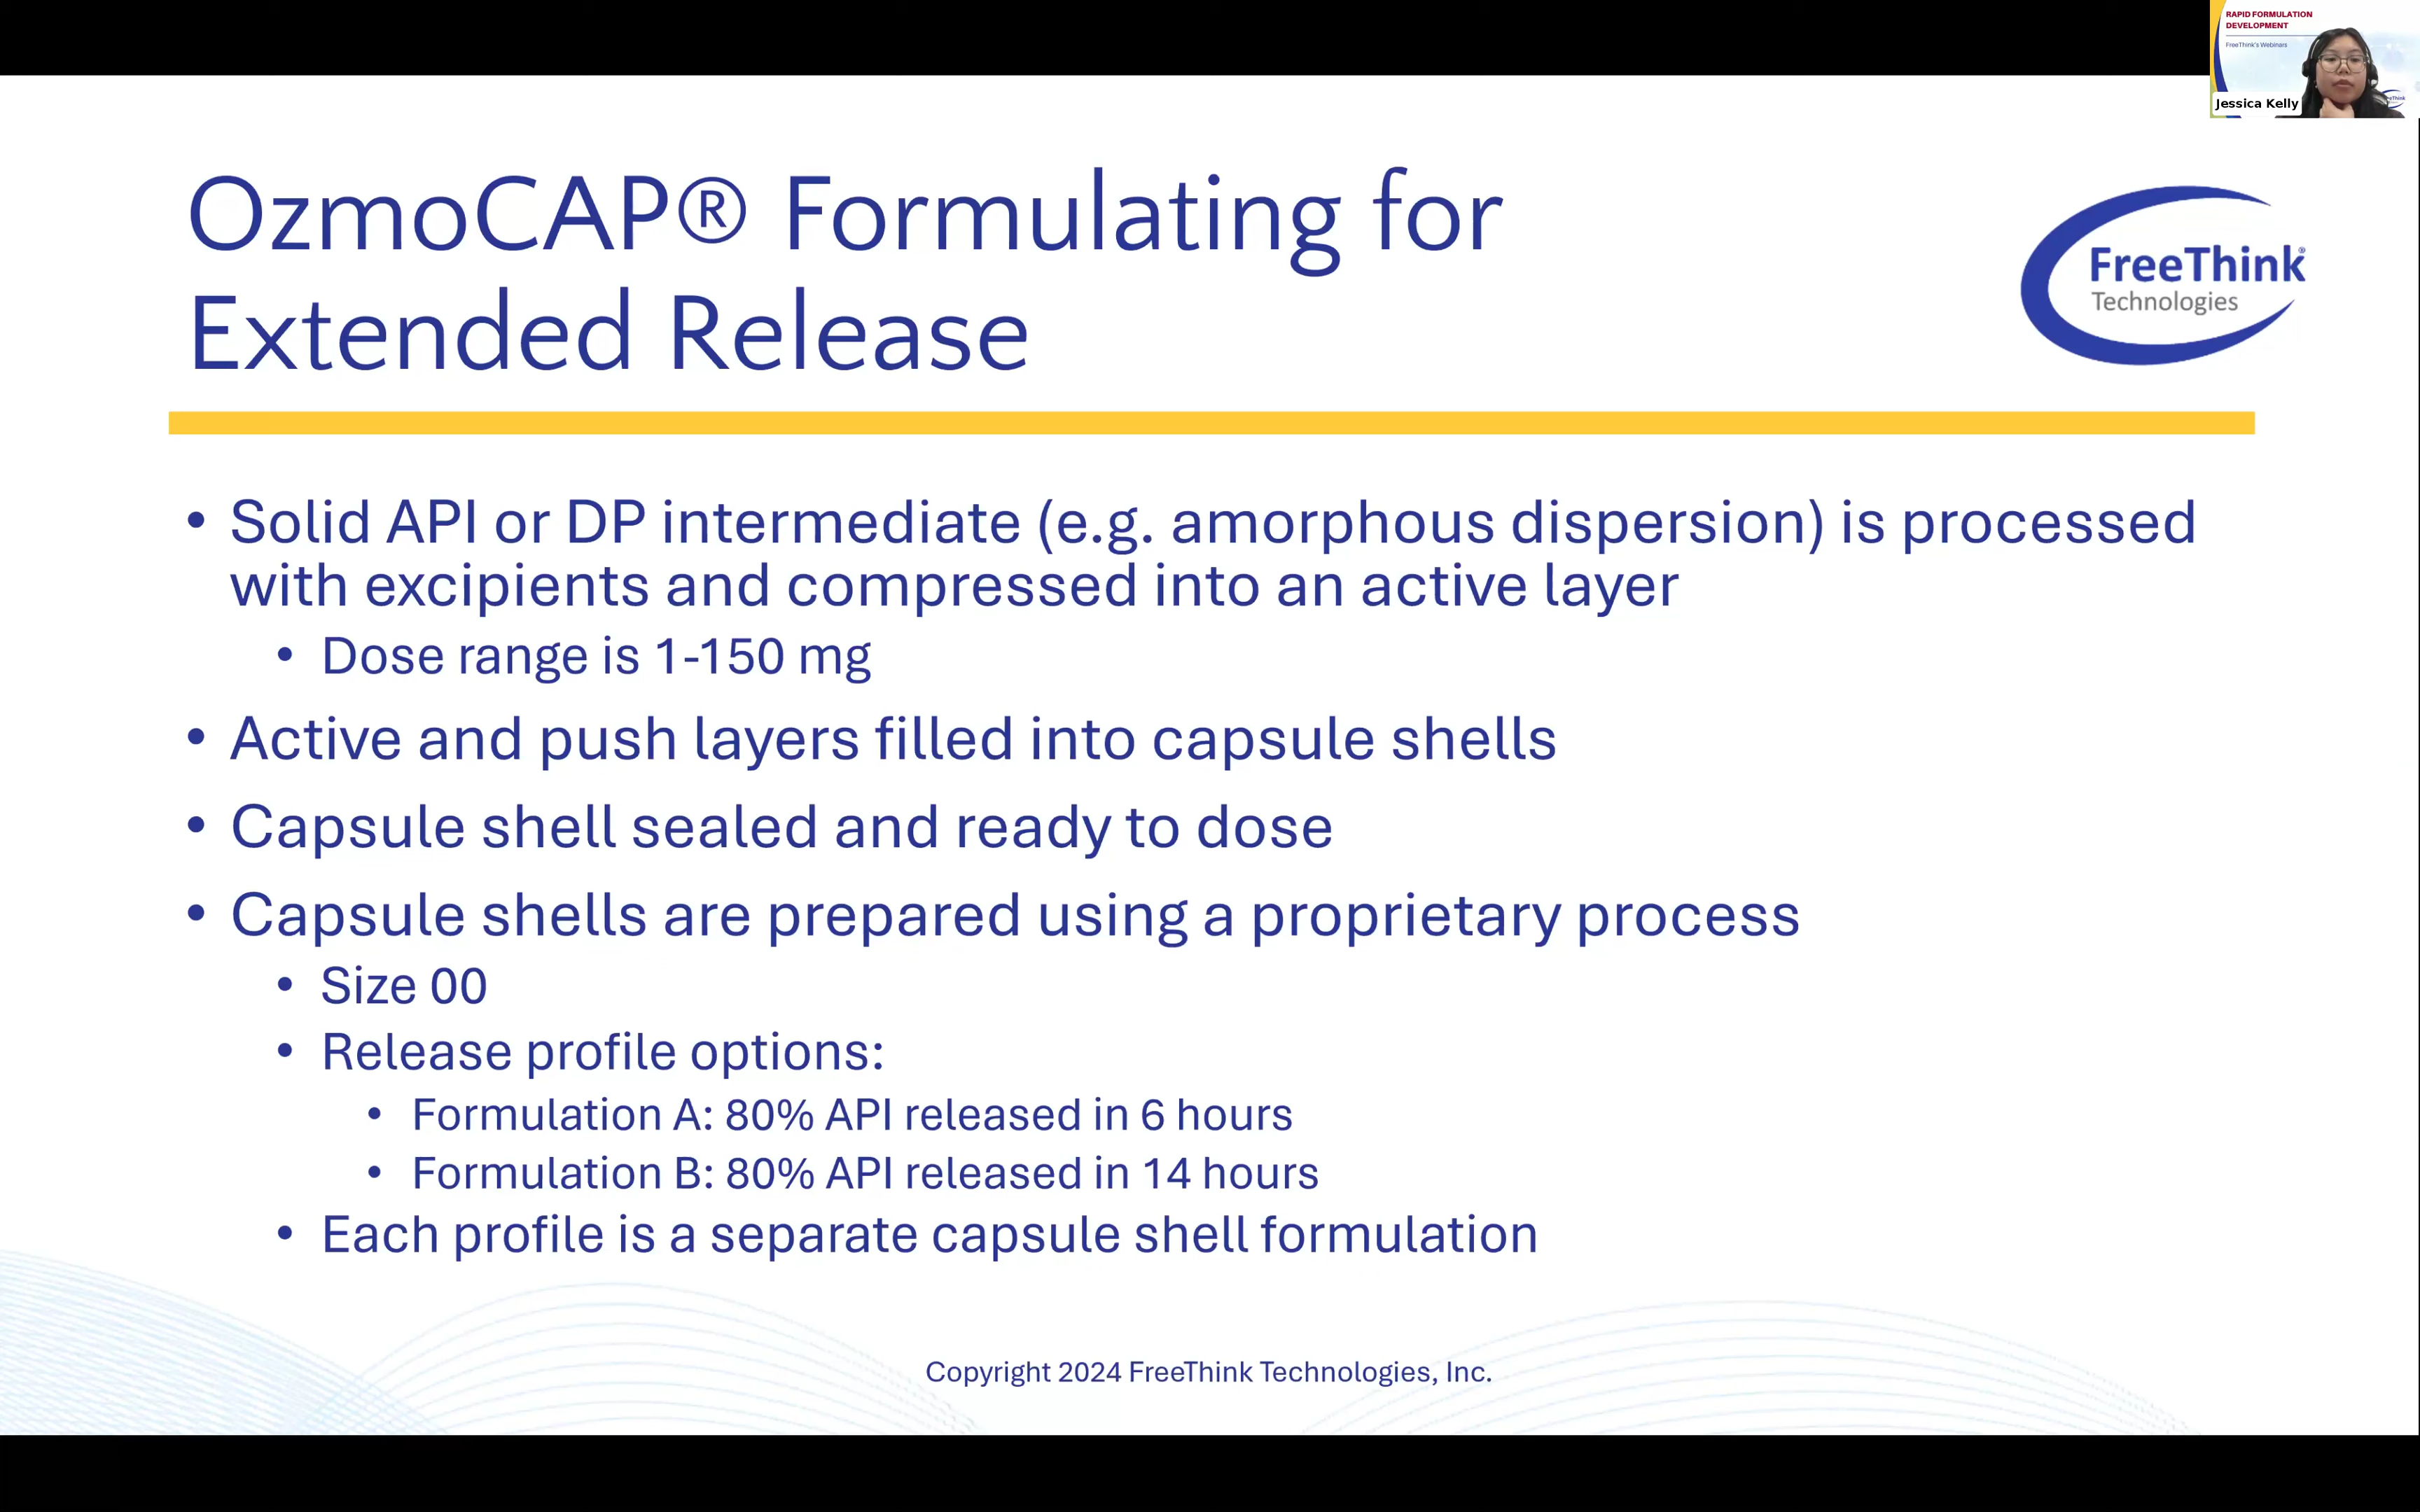 RAPID FORMULATION
DEVELOPMENT
FreeThink's Webinars
Jessica Kelly
OzmoCAP® Formulating for
Extended Release
FreeThink®
Technologies
• Solid API or DP intermediate (e.g. amorphous dispersion) is processed
with excipients and compressed into an active layer
• Dose range is 1-150 mg
• Active and push layers filled into capsule shells
• Capsule shell sealed and ready to dose
• Capsule shells are prepared using a proprietary process
• Size 00
• Release profile options:
• Formulation A: 80% API released in 6 hours
• Formulation B: 80% API released in 14 hours
• Each profile is a separate capsule shell formulation
Copyright 2024 FreeThink Technologies, Inc.